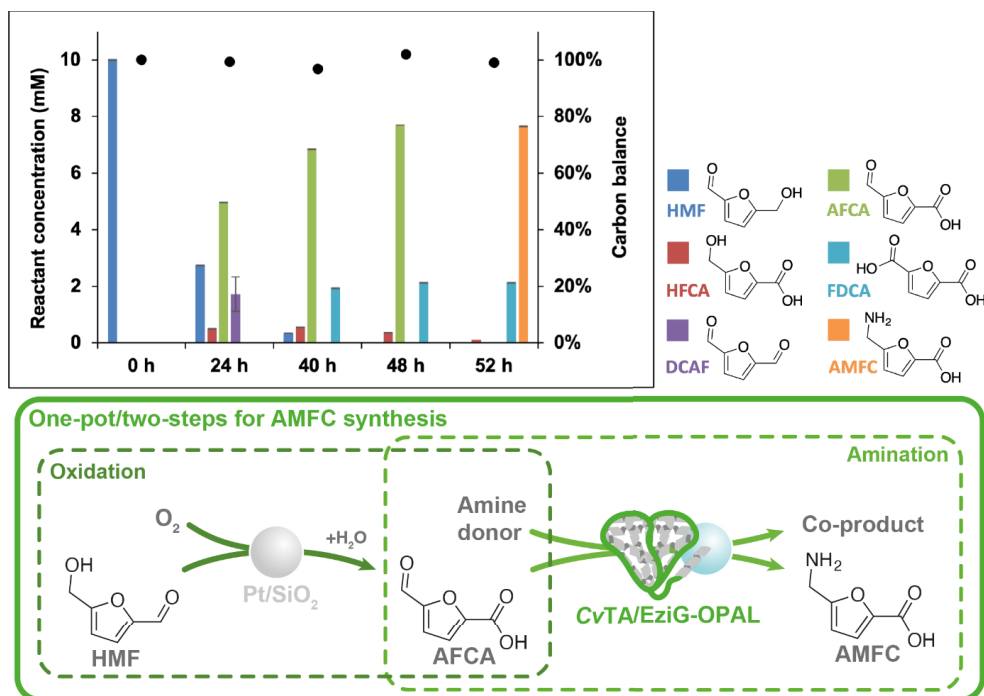 Reactant concentration (mM)
10
8
6
4
2
0
0 h
24 h
40 h
48 h
52 h
100%
80%
60%
40%
20%
0%
Carbon balance
O
O
OH
HMF
O
O
O
OH
AFCA
OH
O
O
OH
HFCA
O
HO
O
O
OH
FDCA
O
O
O
DCAF
NH2
O
O
OH
AMFC
One-pot/two-steps for AMFC synthesis
Oxidation
Amination
O2
+H2O
Pt/SiO2
OH
O
O
HMF
O
O
O
OH
AFCA
Amine
donor
CvTA/EziG-OPAL
Co-product
NH2
O
O
OH
AMFC